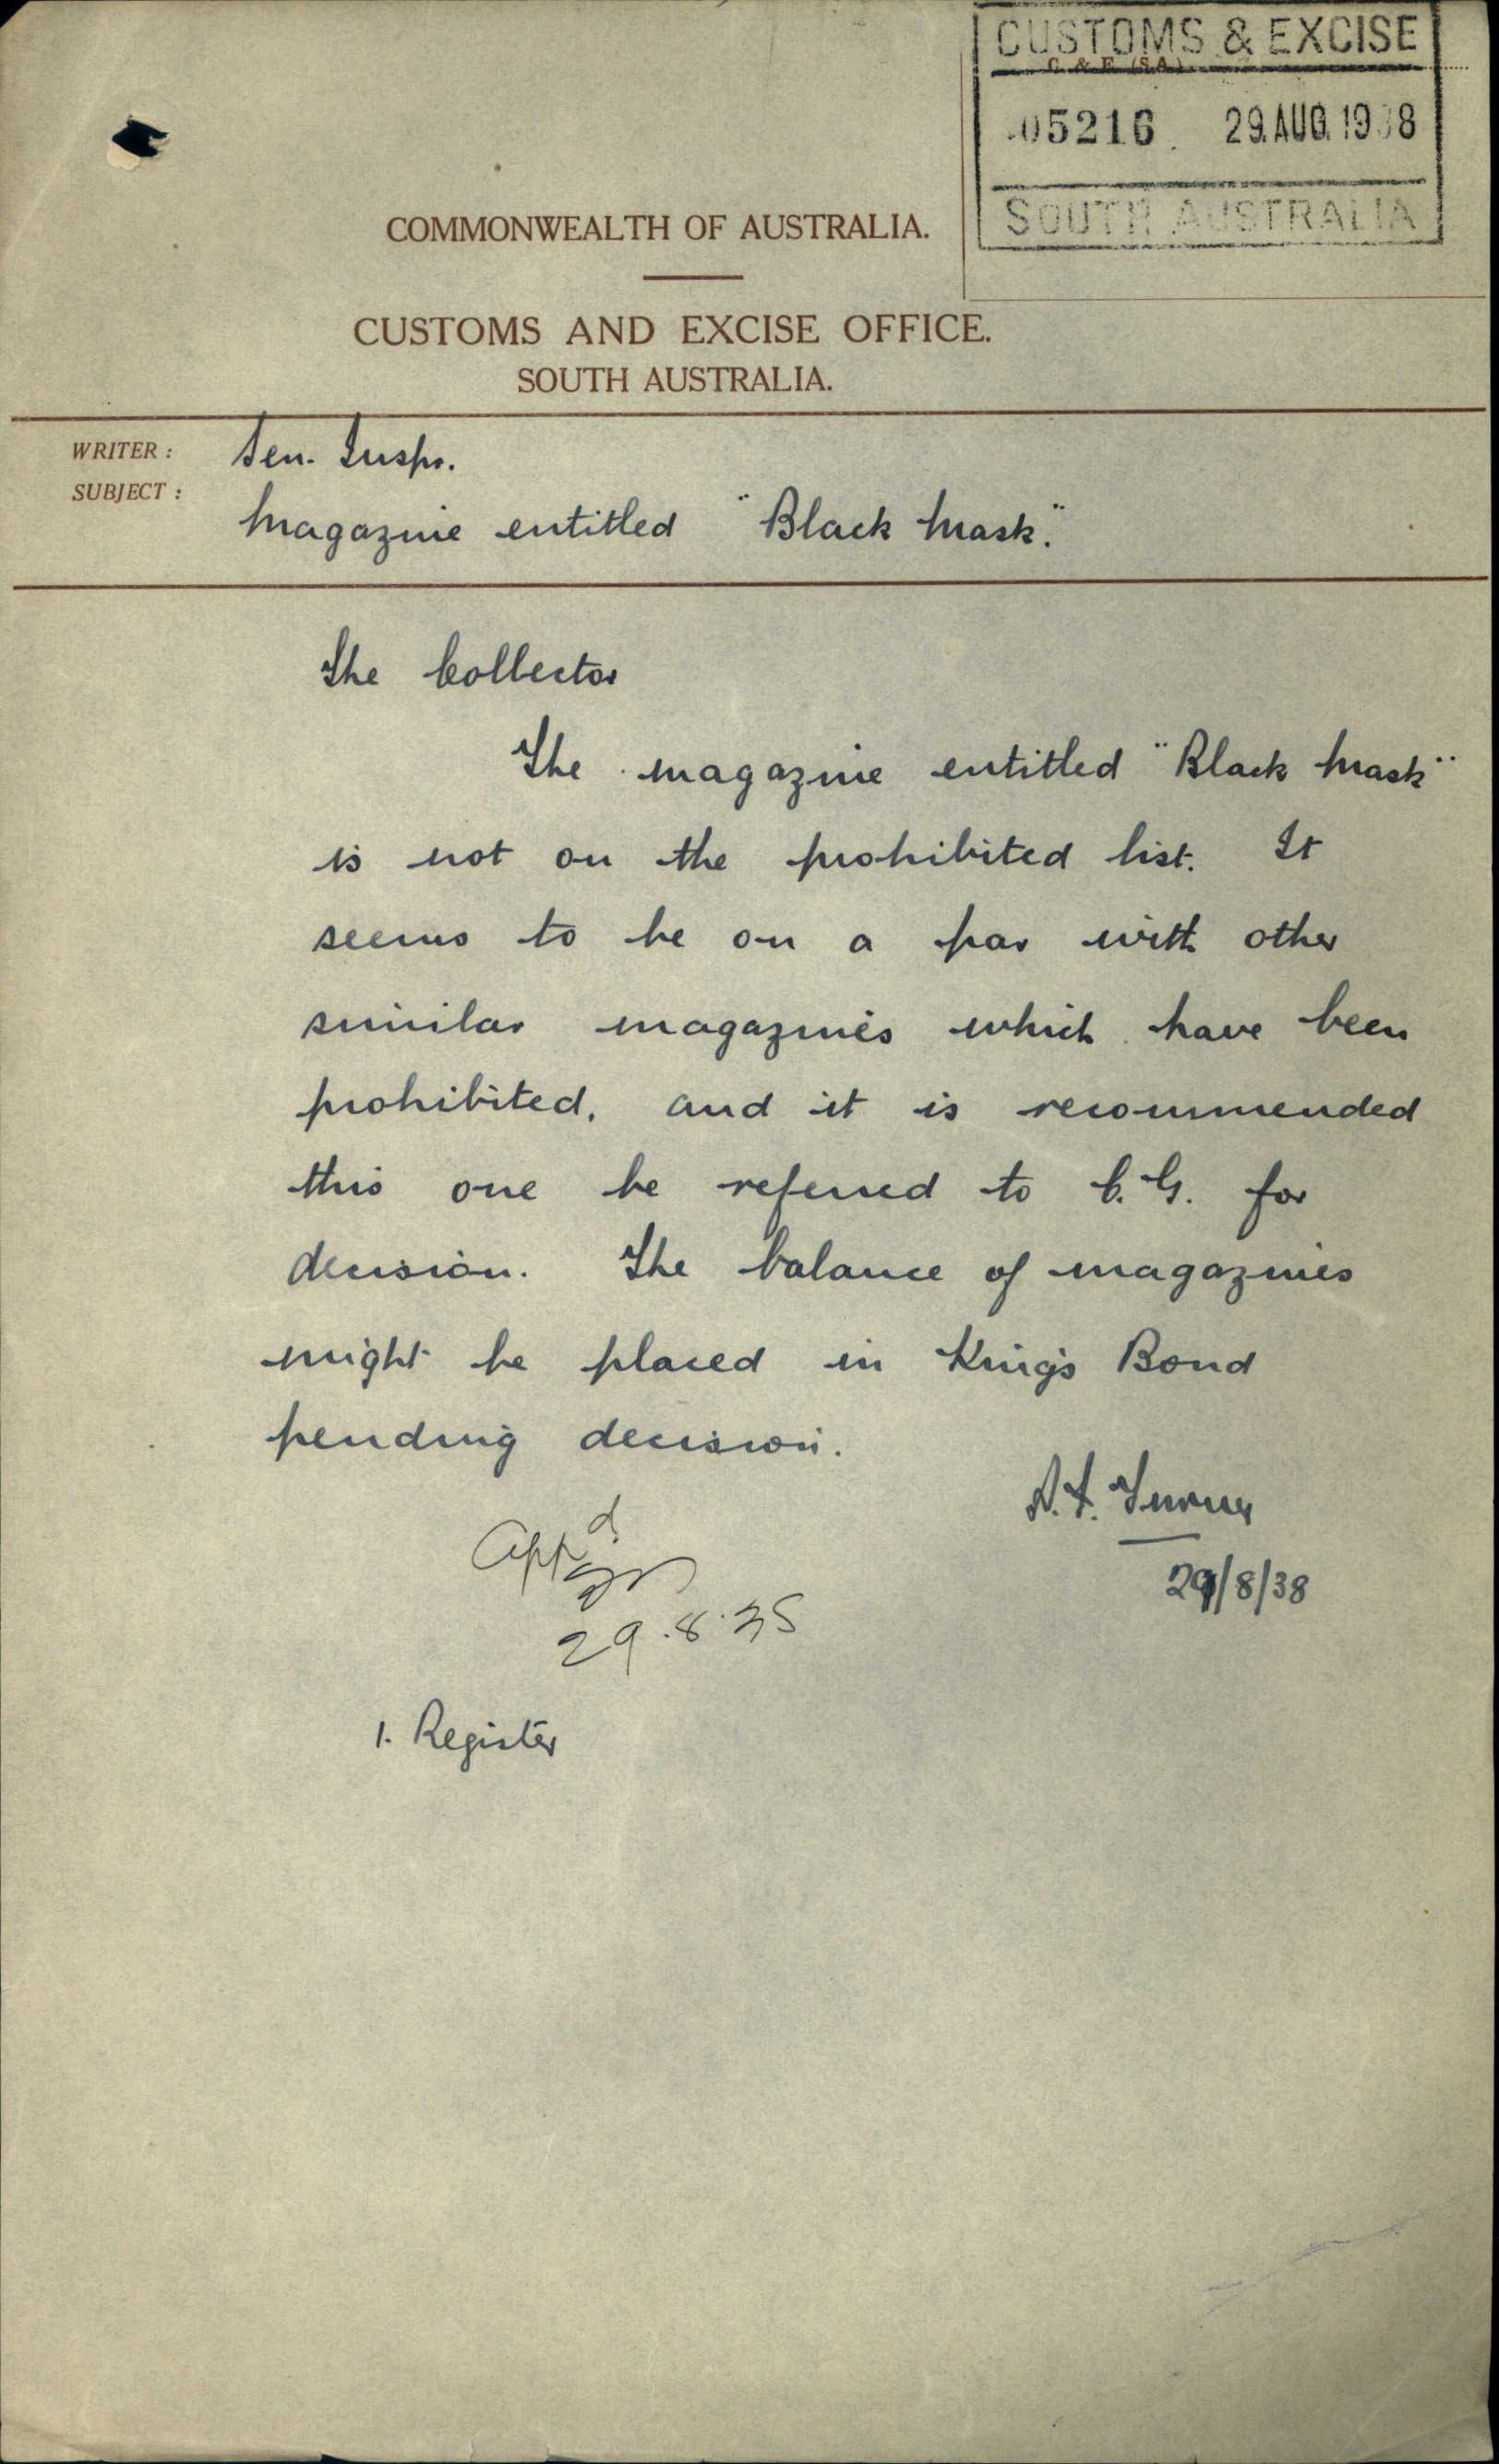 CUSTOMS & EXCISE
C. & E. (S.A.)
05216 29 AUG 1938
SOUTH AUSTRALIA
COMMONWEALTH OF AUSTRALIA.
CUSTOMS AND EXCISE OFFICE.
SOUTH AUSTRALIA.
WRITER: Sen. Inspr.
SUBJECT:
Magazine entitled "Black Mask".
The Collector
The magazine entitled "Black Mask"
is not on the prohibited list. It
seems to be on a par with other
similar magazines which have been
prohibited, and it is recommended
this one be referred to C.G. for
decision. The balance of magazines
might be placed in King's Bond
pending decision.
Turner
29/8/38
Appd
29.8.38
1. Register